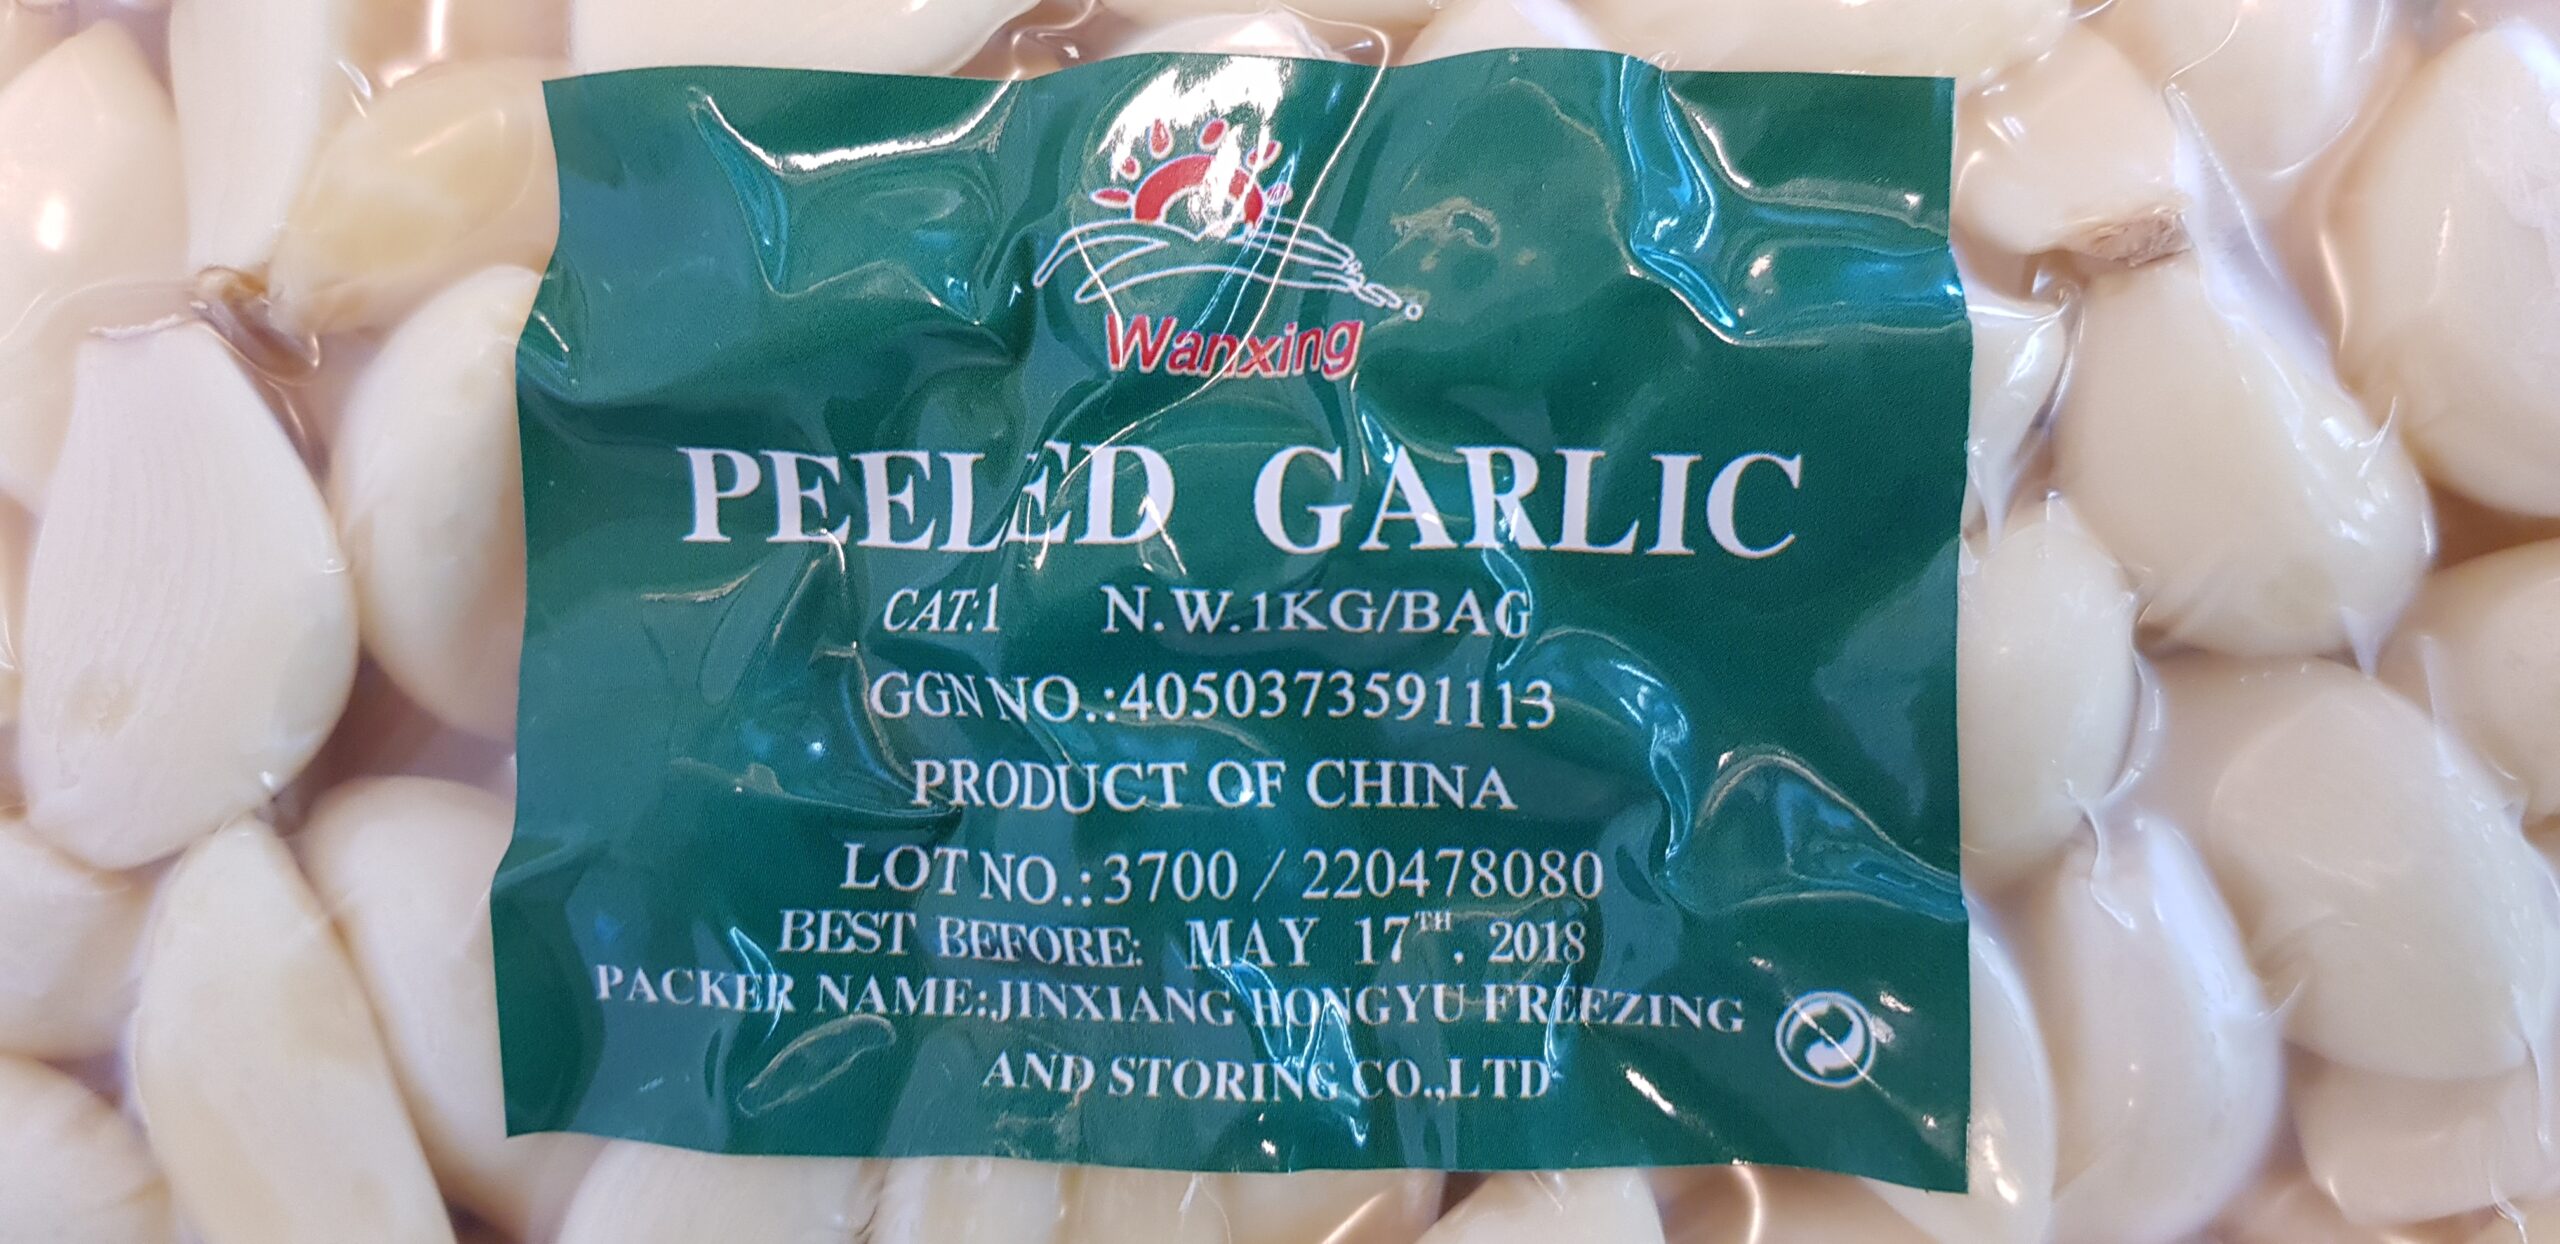 Wanxing
PEELED GARLIC
CAT:1 N.W.1KG/BAG
GGN NO.:4050373591113
PRODUCT OF CHINA
LOT NO.:3700 / 220478080
BEST BEFORE: MAY 17TH. 2018
PACKER NAME:JINXIANG HONGYU FREEZING
AND STORING CO.,LTD